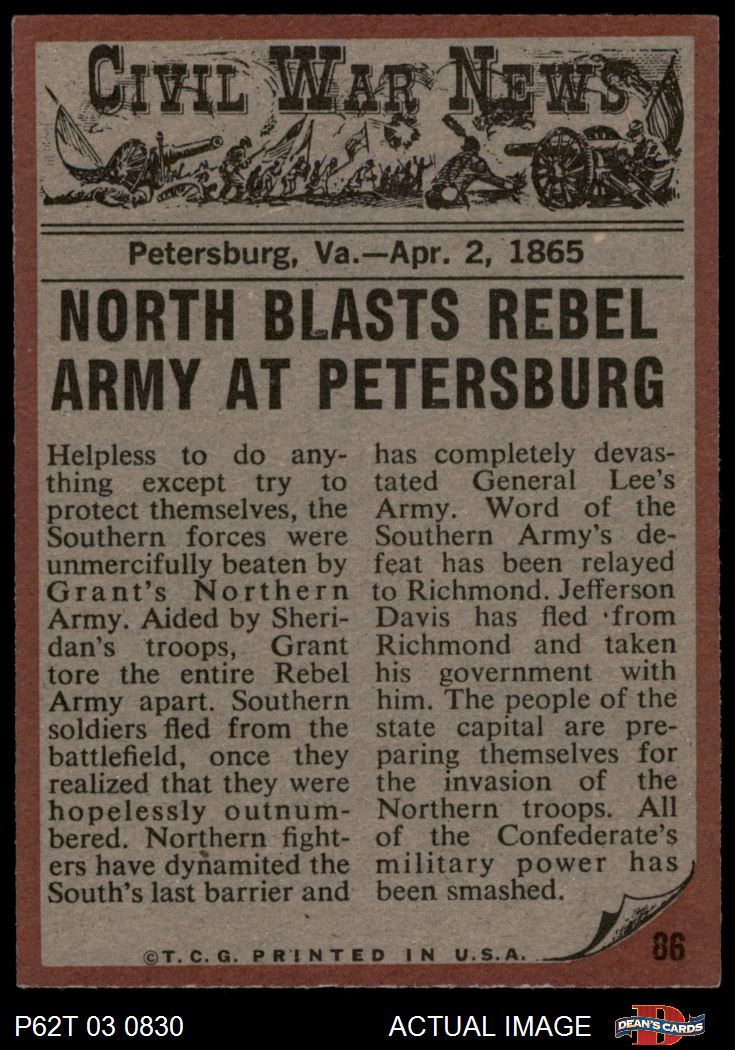 CIVIL WAR NEWS
Petersburg, Va.—Apr. 2, 1865
NORTH BLASTS REBEL
ARMY AT PETERSBURG
Helpless to do any-
thing except try to
protect themselves, the
Southern forces were
unmercifully beaten by
Grant's Northern
Army. Aided by Sheri-
dan's troops, Grant
tore the entire Rebel
Army apart. Southern
soldiers fled from the
battlefield, once they
realized that they were
hopelessly outnum-
bered. Northern fight-
ers have dynamited the
South's last barrier and
has completely devas-
tated General Lee's
Army. Word of the
Southern Army's de-
feat has been relayed
to Richmond. Jefferson
Davis has fled from
Richmond and taken
his government with
him. The people of the
state capital are pre-
paring themselves for
the invasion of the
Northern troops. All
of the Confederate's
military power has
been smashed.
©T.C.G. PRINTED IN U.S.A.
86
P62T 03 0830
ACTUAL IMAGE
D
DEAN'S CARDS